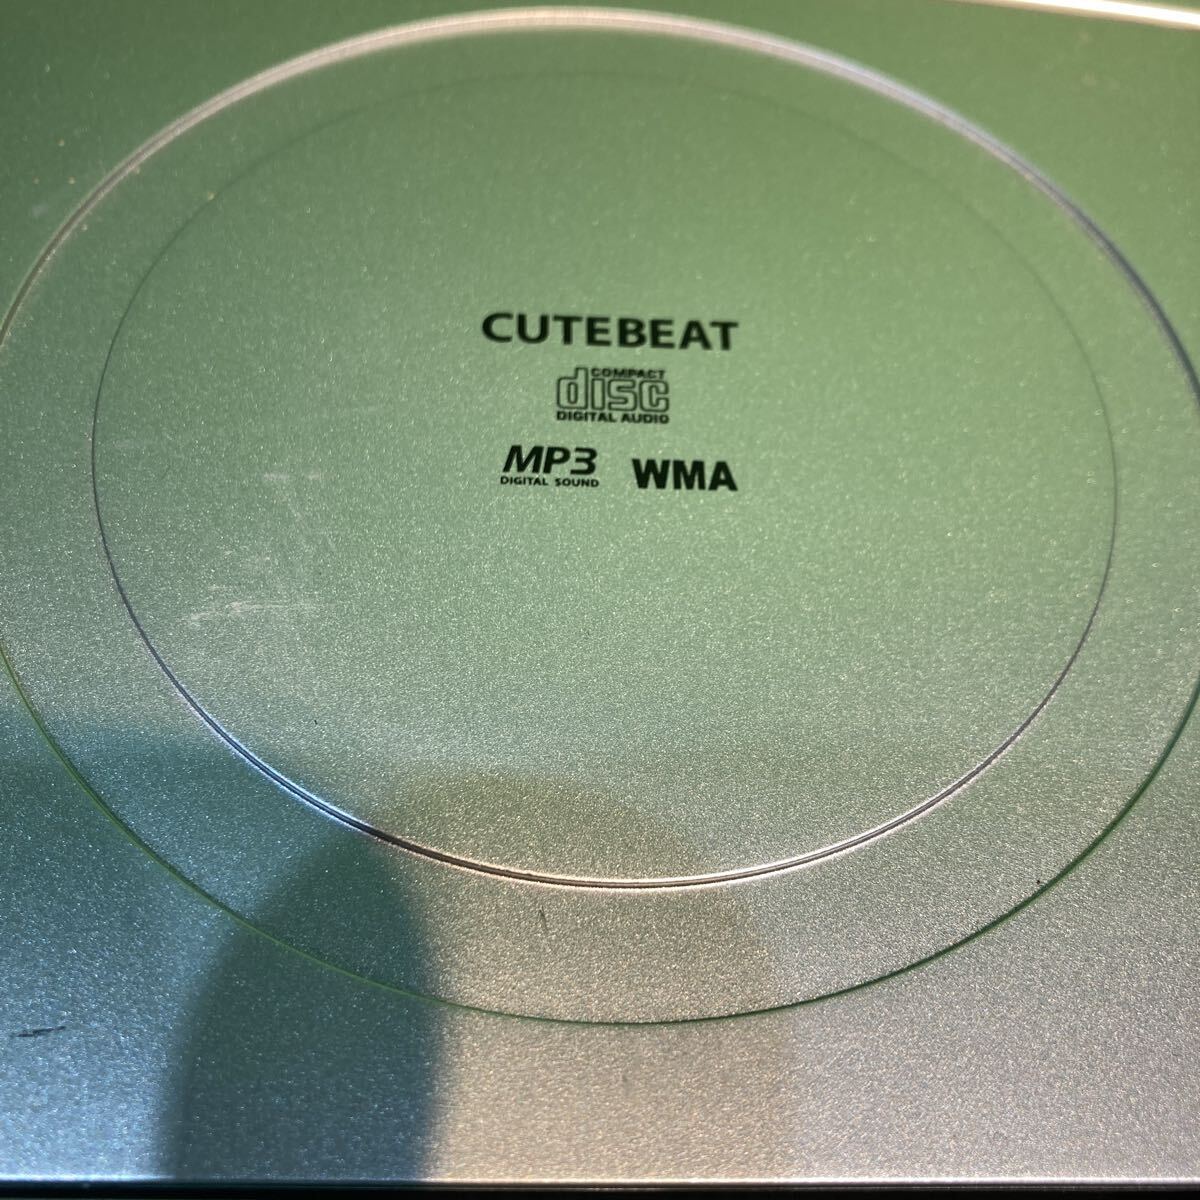 CUTEBEAT
COMPACT
disc
DIGITAL AUDIO
MP3 WMA
DIGITAL SOUND